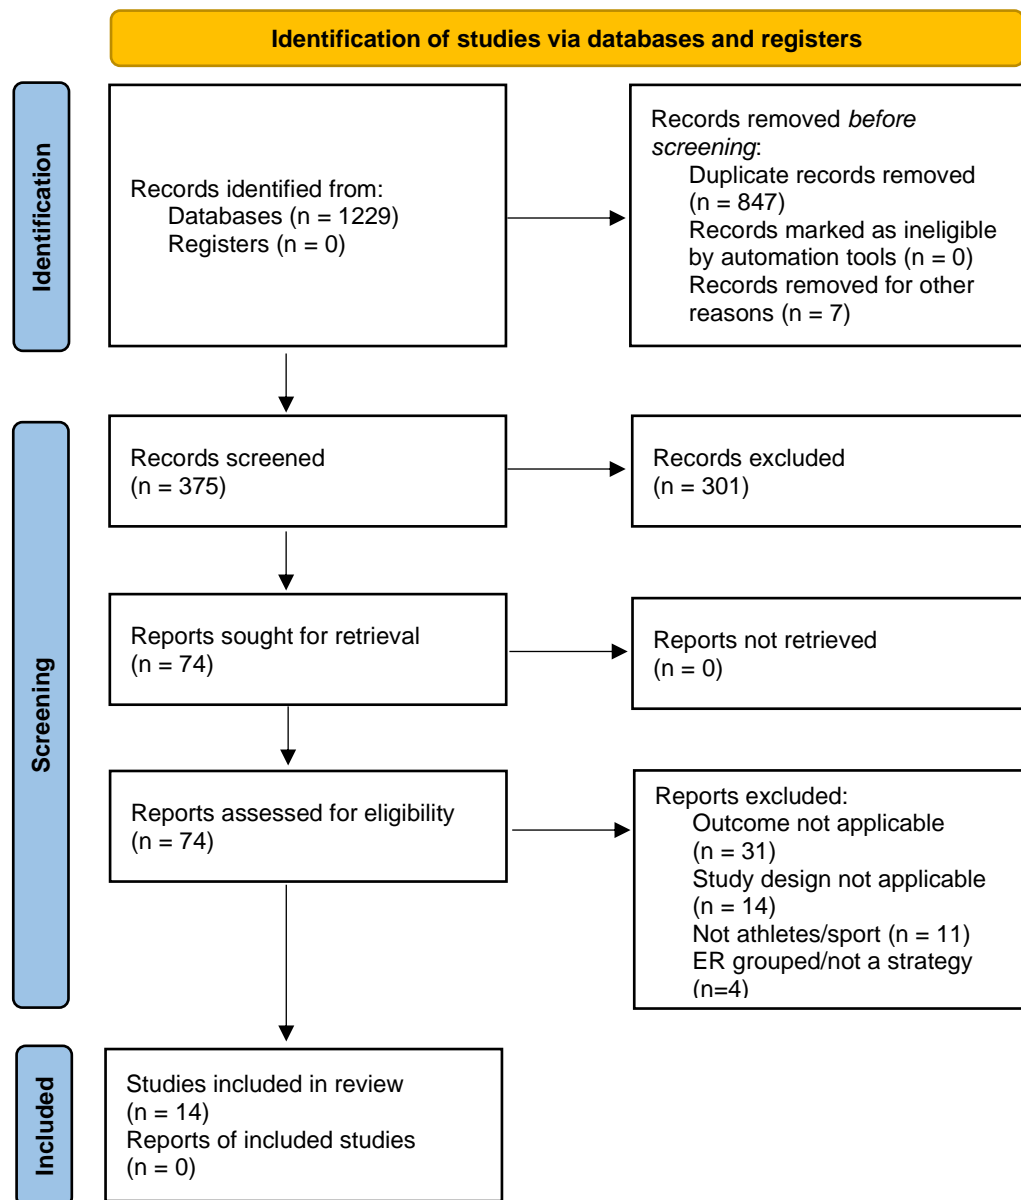 Identification of studies via databases and registers
Identification
Records identified from:
Databases (n = 1229)
Registers (n = 0)
Records removed before
screening:
Duplicate records removed
(n = 847)
Records marked as ineligible
by automation tools (n = 0)
Records removed for other
reasons (n = 7)
Screening
Records screened
(n = 375)
Records excluded
(n = 301)
Reports sought for retrieval
(n = 74)
Reports not retrieved
(n = 0)
Reports assessed for eligibility
(n = 74)
Reports excluded:
Outcome not applicable
(n = 31)
Study design not applicable
(n = 14)
Not athletes/sport (n = 11)
ER grouped/not a strategy
(n=4)
Included
Studies included in review
(n = 14)
Reports of included studies
(n = 0)